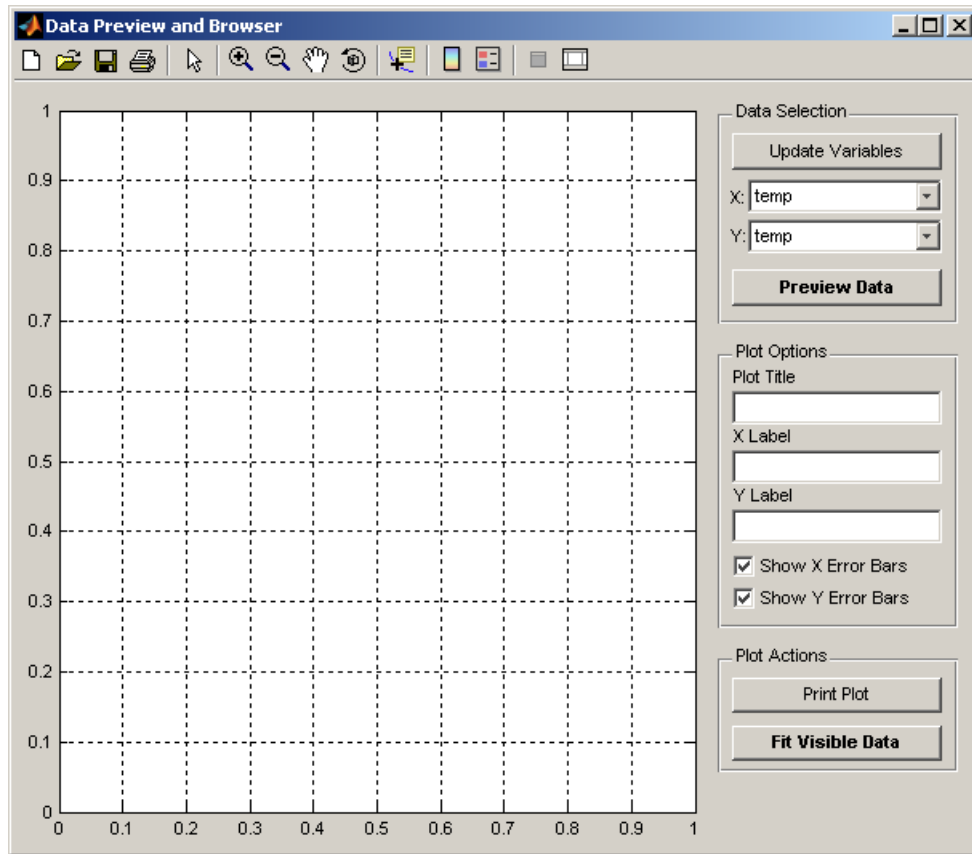 Data Preview and Browser
1
0.9
0.8
0.7
0.6
0.5
0.4
0.3
0.2
0.1
0
0 0.1 0.2 0.3 0.4 0.5 0.6 0.7 0.8 0.9 1
Data Selection
Update Variables
X: temp
Y: temp
Preview Data
Plot Options
Plot Title
X Label
Y Label
Show X Error Bars
Show Y Error Bars
Plot Actions
Print Plot
Fit Visible Data